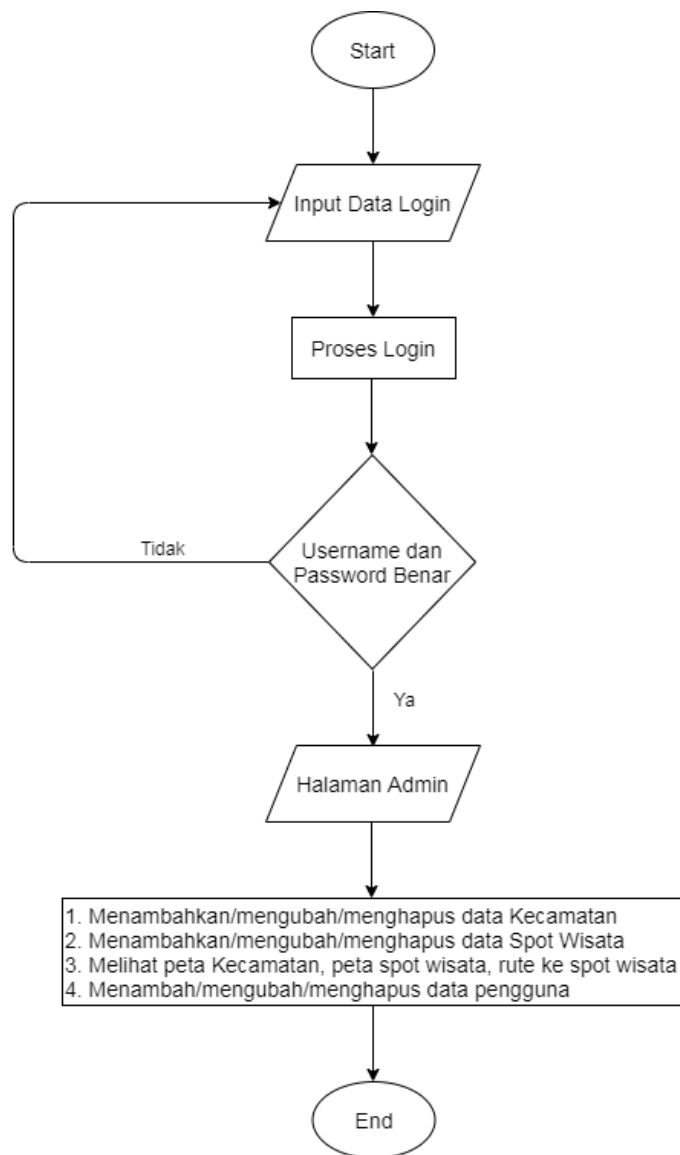 Start
Input Data Login
Proses Login
Username dan
Password Benar
Tidak
Ya
Halaman Admin
1. Menambahkan/mengubah/menghapus data Kecamatan
2. Menambahkan/mengubah/menghapus data Spot Wisata
3. Melihat peta Kecamatan, peta spot wisata, rute ke spot wisata
4. Menambah/mengubah/menghapus data pengguna
End